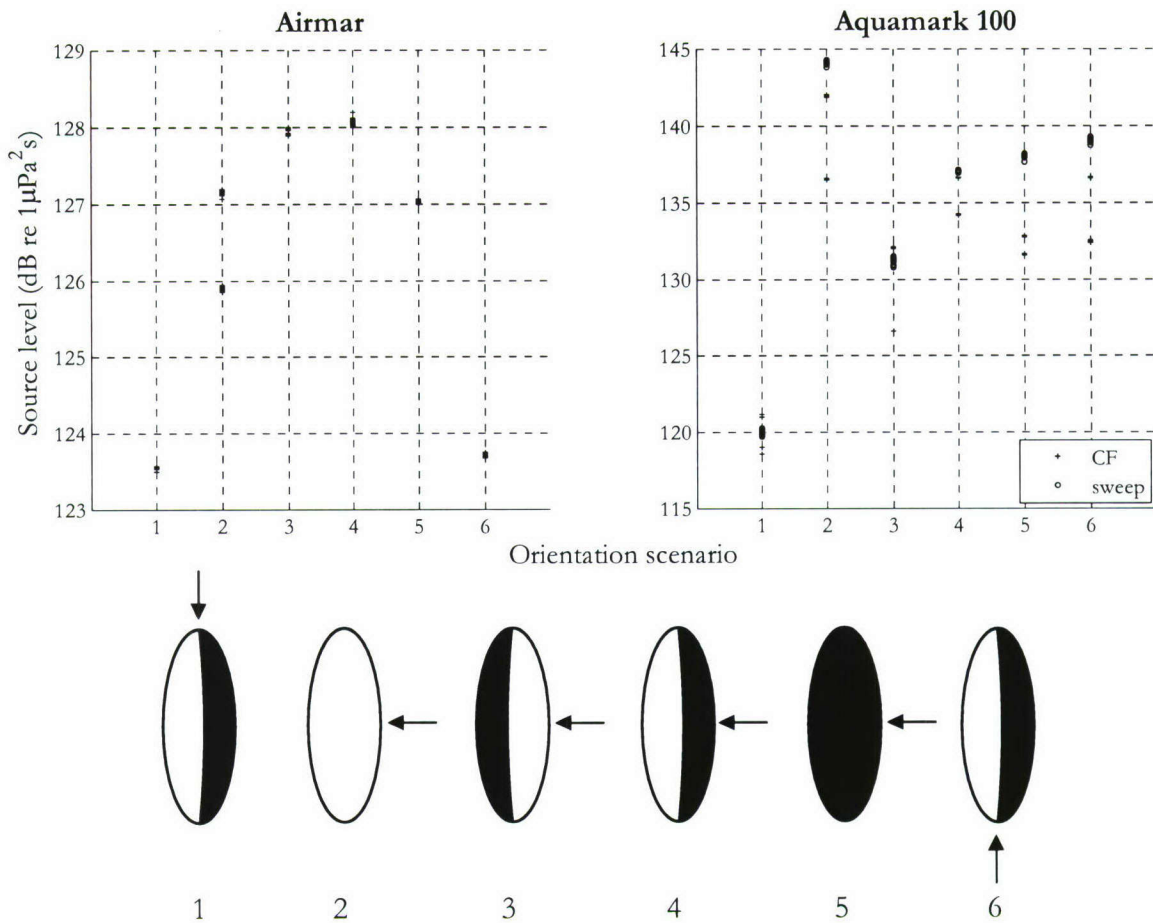 Airmar
Aquamark 100
Source level (dB re 1µPa²s)
129
128
127
126
125
124
123
1 2 3 4 5 6
145
140
135
130
125
120
115
1 2 3 4 5 6
+ CF
o sweep
Orientation scenario
1 2 3 4 5 6